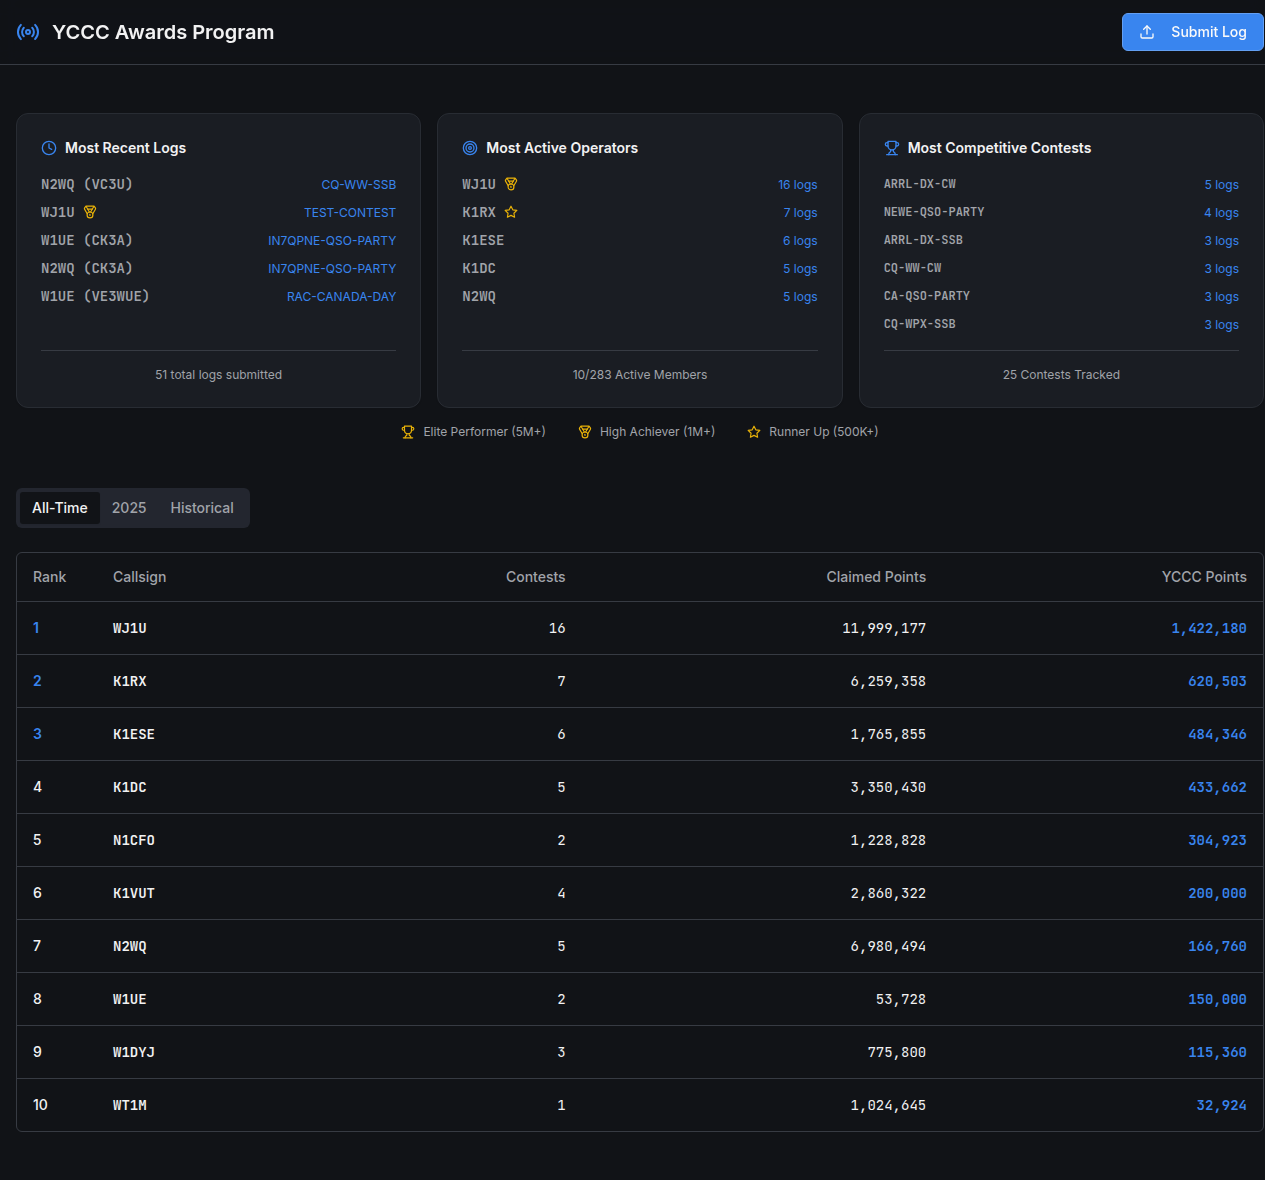 YCCC Awards Program
Submit Log
Most Recent Logs
N2WQ (VC3U) CQ-WW-SSB
WJ1U TEST-CONTEST
W1UE (CK3A) IN7QPNE-QSO-PARTY
N2WQ (CK3A) IN7QPNE-QSO-PARTY
W1UE (VE3WUE) RAC-CANADA-DAY
51 total logs submitted
Most Active Operators
WJ1U 16 logs
K1RX 7 logs
K1ESE 6 logs
K1DC 5 logs
N2WQ 5 logs
10/283 Active Members
Most Competitive Contests
ARRL-DX-CW 5 logs
NEWE-QSO-PARTY 4 logs
ARRL-DX-SSB 3 logs
CQ-WW-CW 3 logs
CA-QSO-PARTY 3 logs
CQ-WPX-SSB 3 logs
25 Contests Tracked
Elite Performer (5M+) High Achiever (1M+) Runner Up (500K+)
All-Time 2025 Historical
Rank Callsign Contests Claimed Points YCCC Points
1 WJ1U 16 11,999,177 1,422,180
2 K1RX 7 6,259,358 620,503
3 K1ESE 6 1,765,855 484,346
4 K1DC 5 3,350,430 433,662
5 N1CFO 2 1,228,828 304,923
6 K1VUT 4 2,860,322 200,000
7 N2WQ 5 6,980,494 166,760
8 W1UE 2 53,728 150,000
9 W1DYJ 3 775,800 115,360
10 WT1M 1 1,024,645 32,924